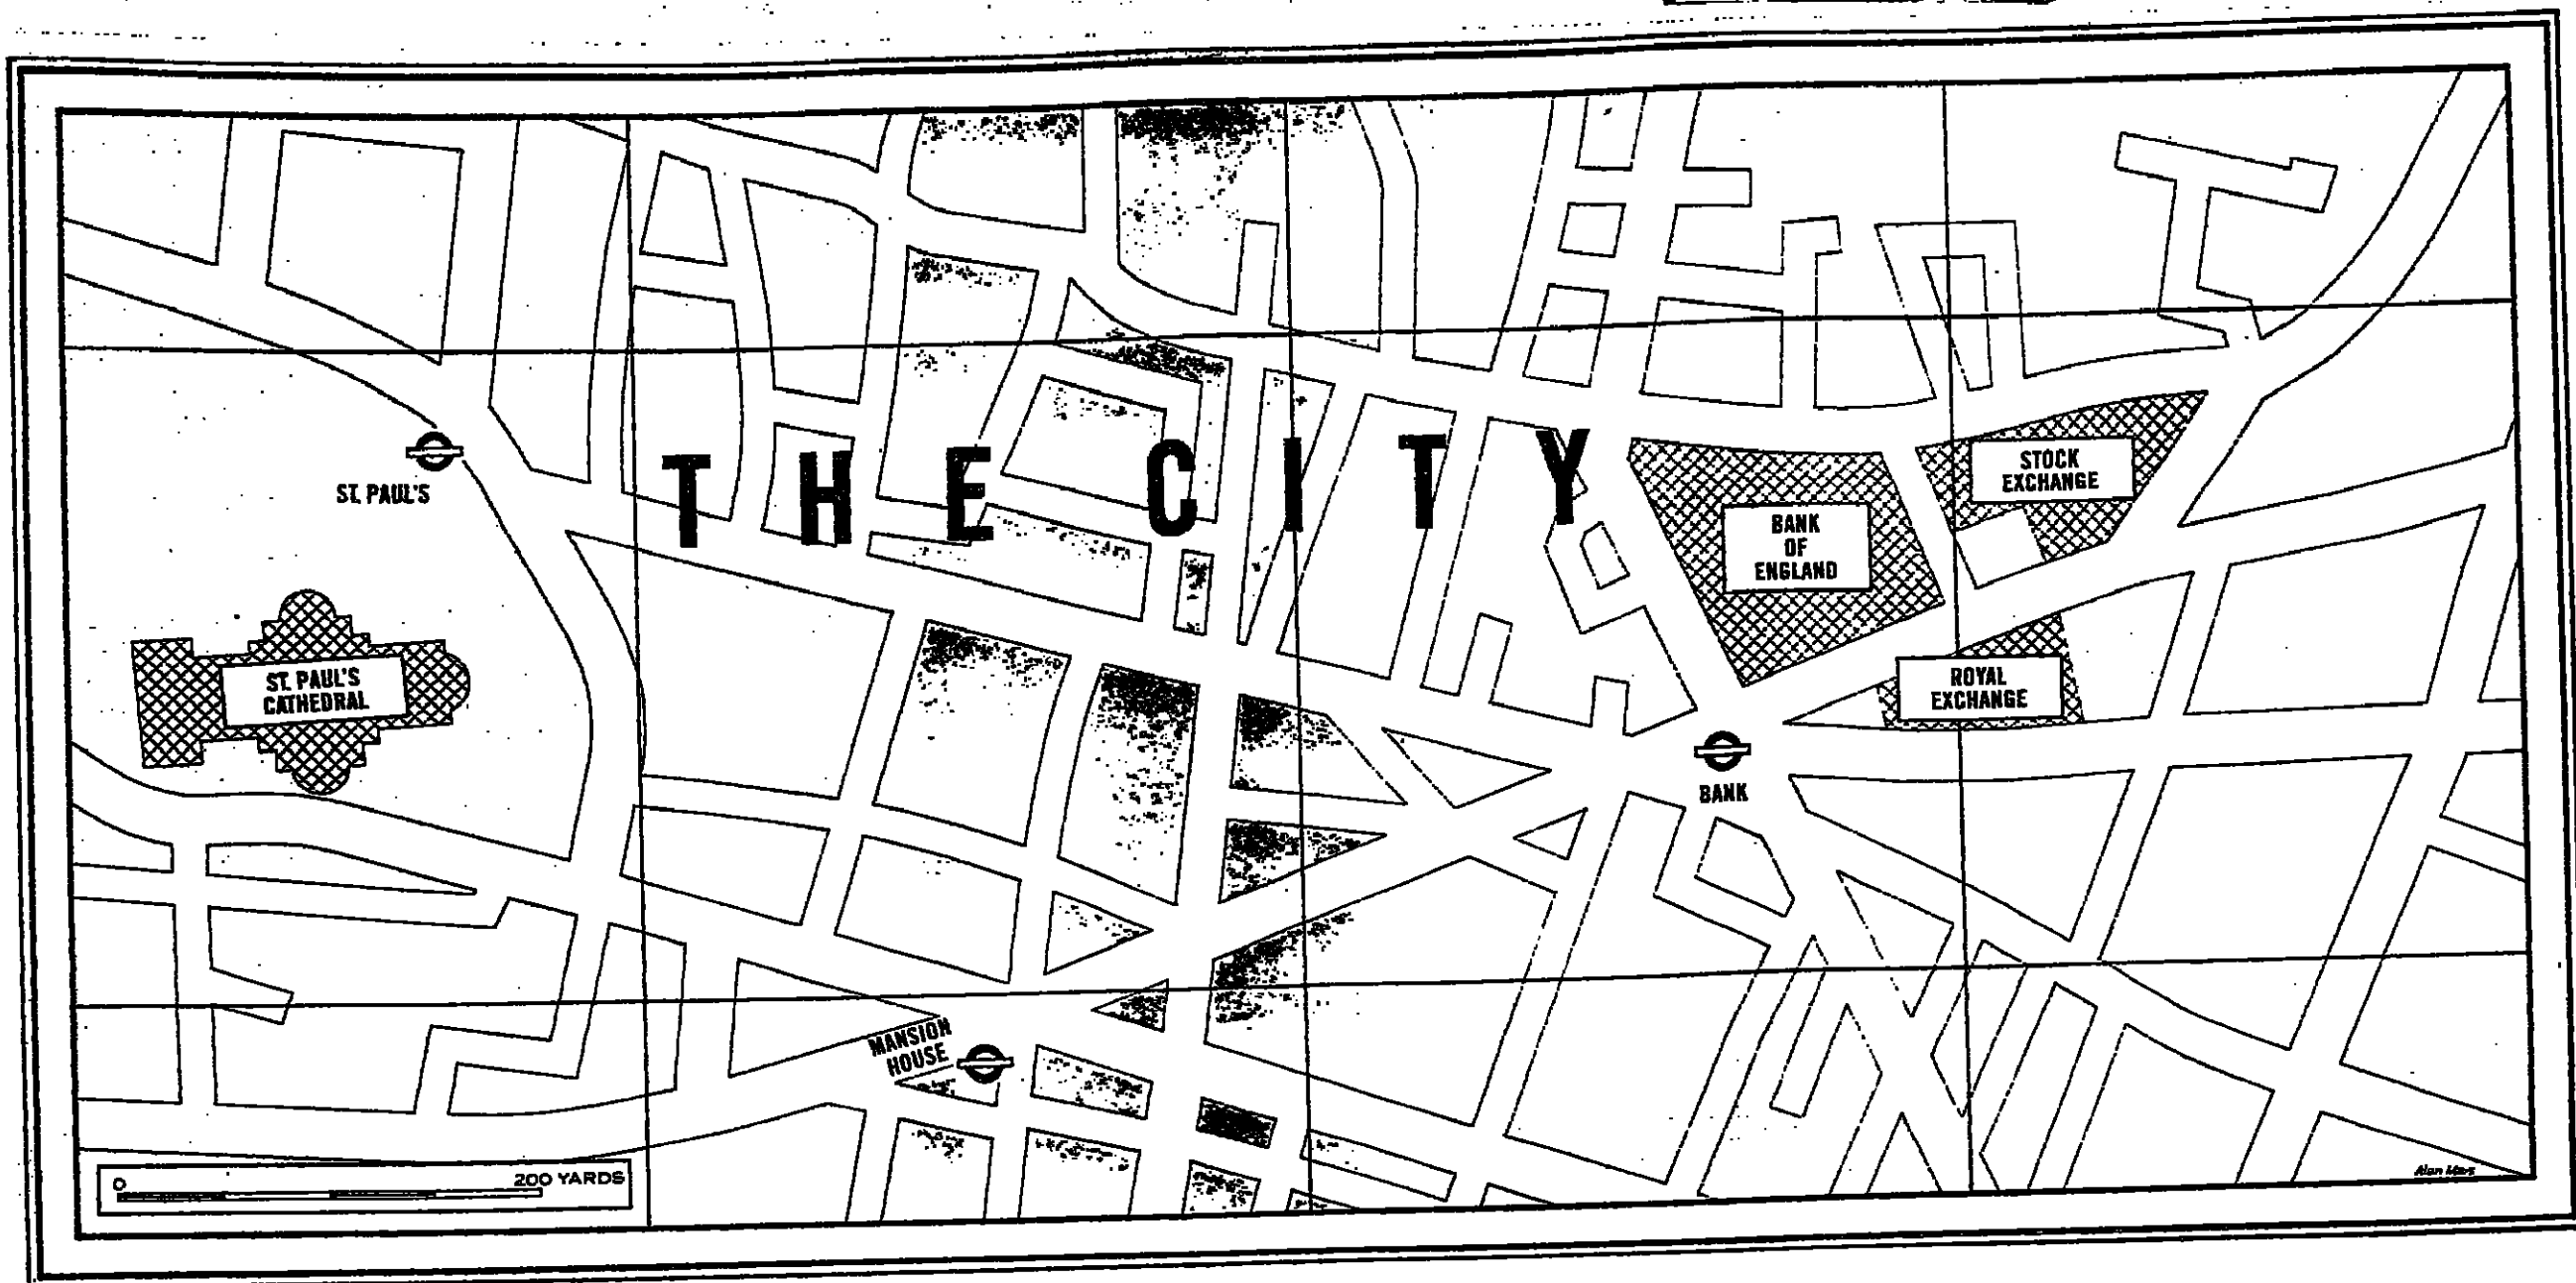 THE CITY
ST. PAUL'S
STOCK
EXCHANGE
BANK
OF
ENGLAND
ST. PAUL'S
CATHEDRAL
ROYAL
EXCHANGE
BANK
MANSION
HOUSE
0 200 YARDS